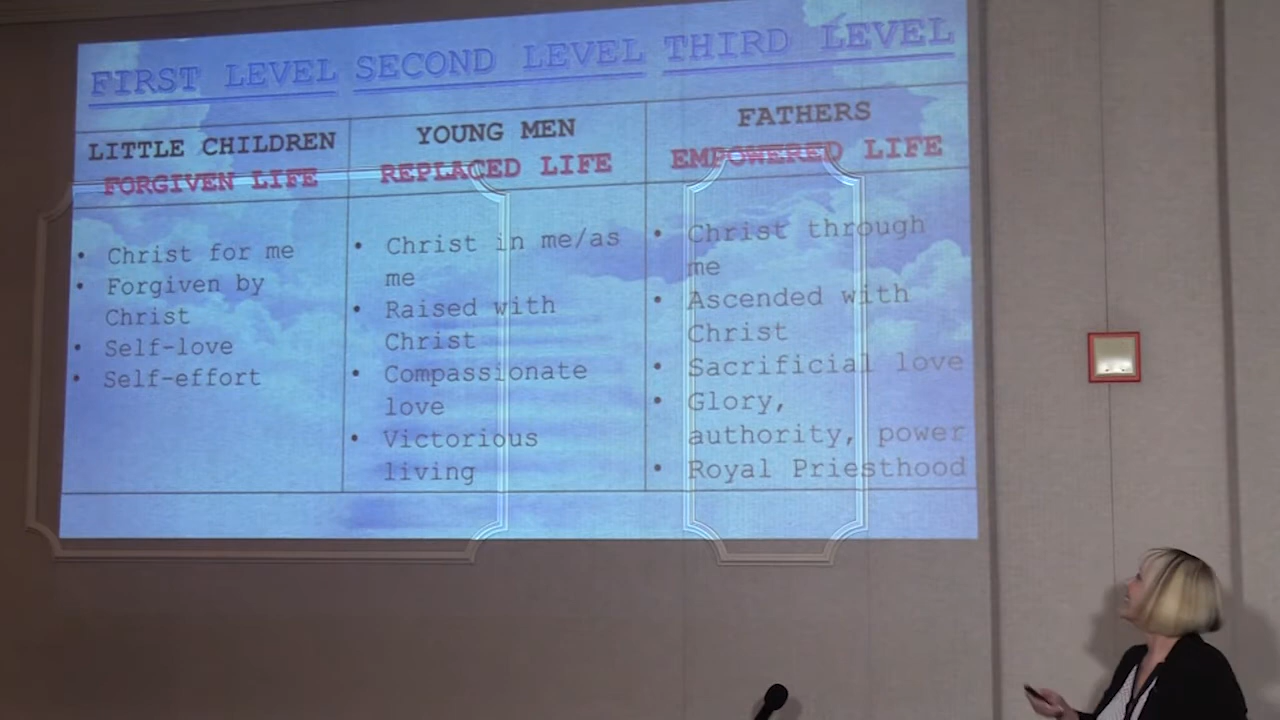 FIRST LEVEL SECOND LEVEL THIRD LEVEL
LITTLE CHILDREN
FORGIVEN LIFE
• Christ for me
• Forgiven by
Christ
• Self-love
• Self-effort
YOUNG MEN
REPLACED LIFE
• Christ in me/as
me
• Raised with
Christ
• Compassionate
love
• Victorious
living
FATHERS
EMPOWERED LIFE
• Christ through
me
• Ascended with
Christ
• Sacrificial love
• Glory,
authority, power
• Royal Priesthood